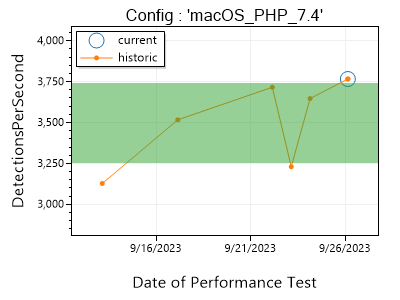 Config : 'macOS_PHP_7.4'
current
historic
DetectionsPerSecond
4,000
3,750
3,500
3,250
3,000
9/16/2023
9/21/2023
9/26/2023
Date of Performance Test